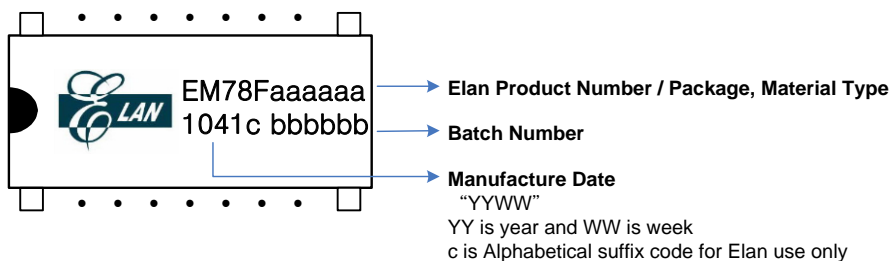 ELAN
EM78Faaaaaa
1041c bbbbbb
Elan Product Number / Package, Material Type
Batch Number
Manufacture Date
“YYWW”
YY is year and WW is week
c is Alphabetical suffix code for Elan use only